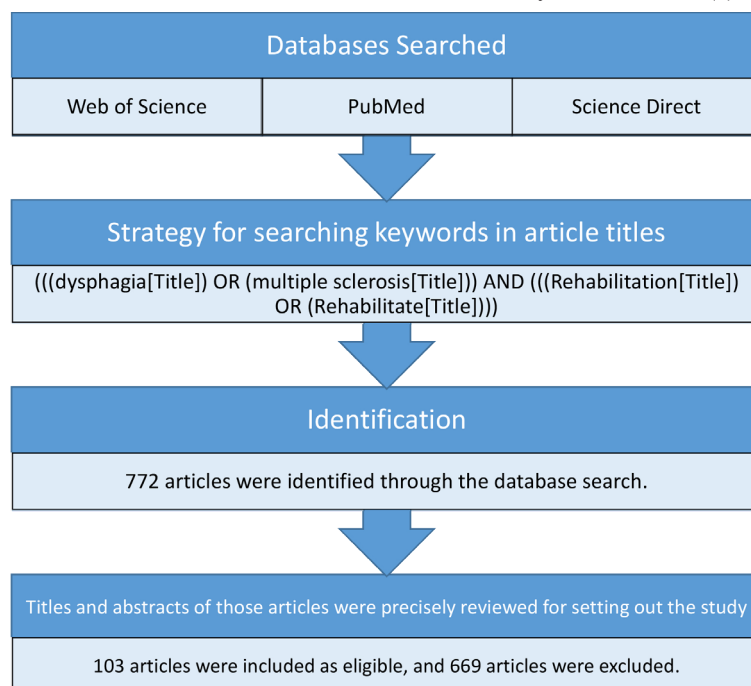 Databases Searched
Web of Science
PubMed
Science Direct
Strategy for searching keywords in article titles
(((dysphagia[Title]) OR (multiple sclerosis[Title])) AND (((Rehabilitation[Title])
OR (Rehabilitate[Title])))
Identification
772 articles were identified through the database search.
Titles and abstracts of those articles were precisely reviewed for setting out the study
103 articles were included as eligible, and 669 articles were excluded.